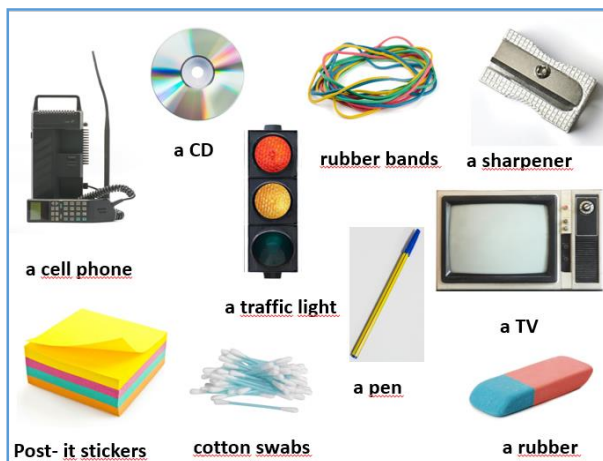 a CD
rubber bands
a sharpener
a cell phone
a traffic light
a TV
a pen
Post- it stickers
cotton swabs
a rubber